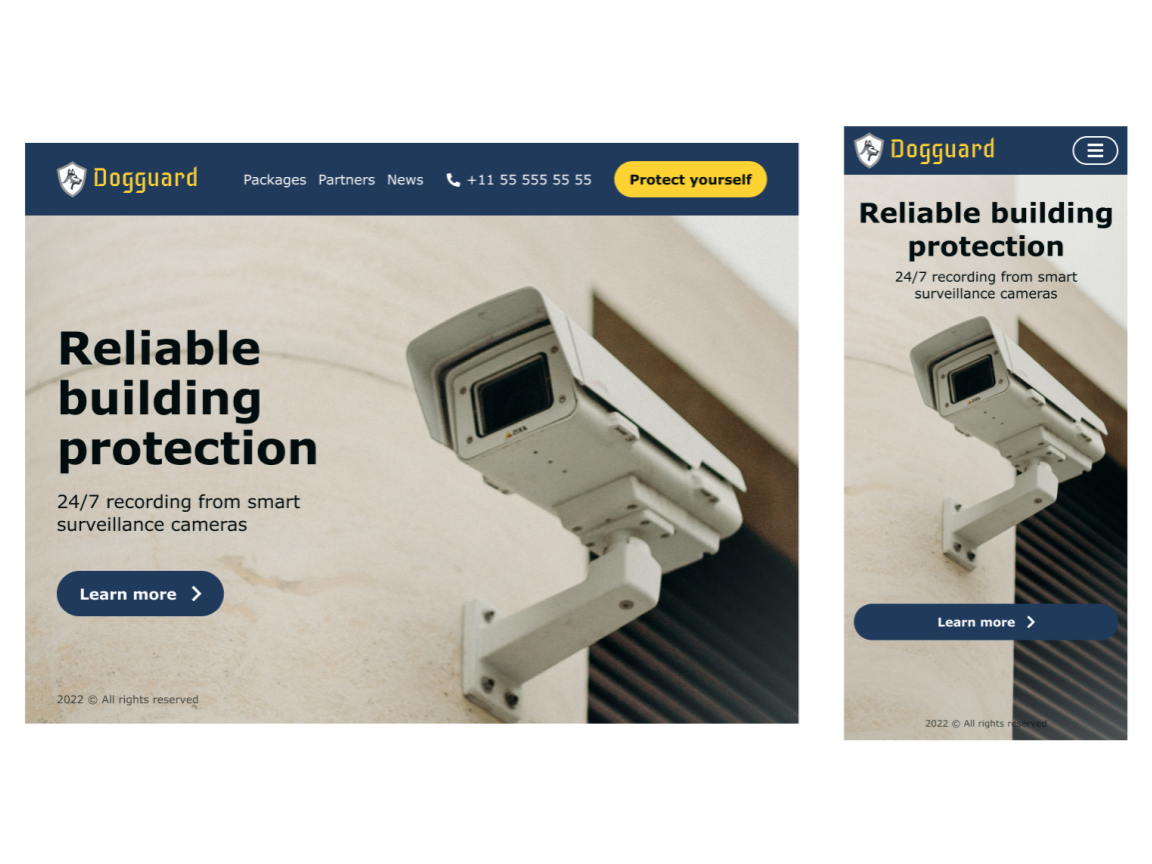 Dogguard
Packages Partners News
+11 55 555 55 55
Protect yourself
Reliable
building
protection
24/7 recording from smart
surveillance cameras
Learn more
2022 © All rights reserved
Dogguard
Reliable building
protection
24/7 recording from smart
surveillance cameras
Learn more
2022 © All rights reserved